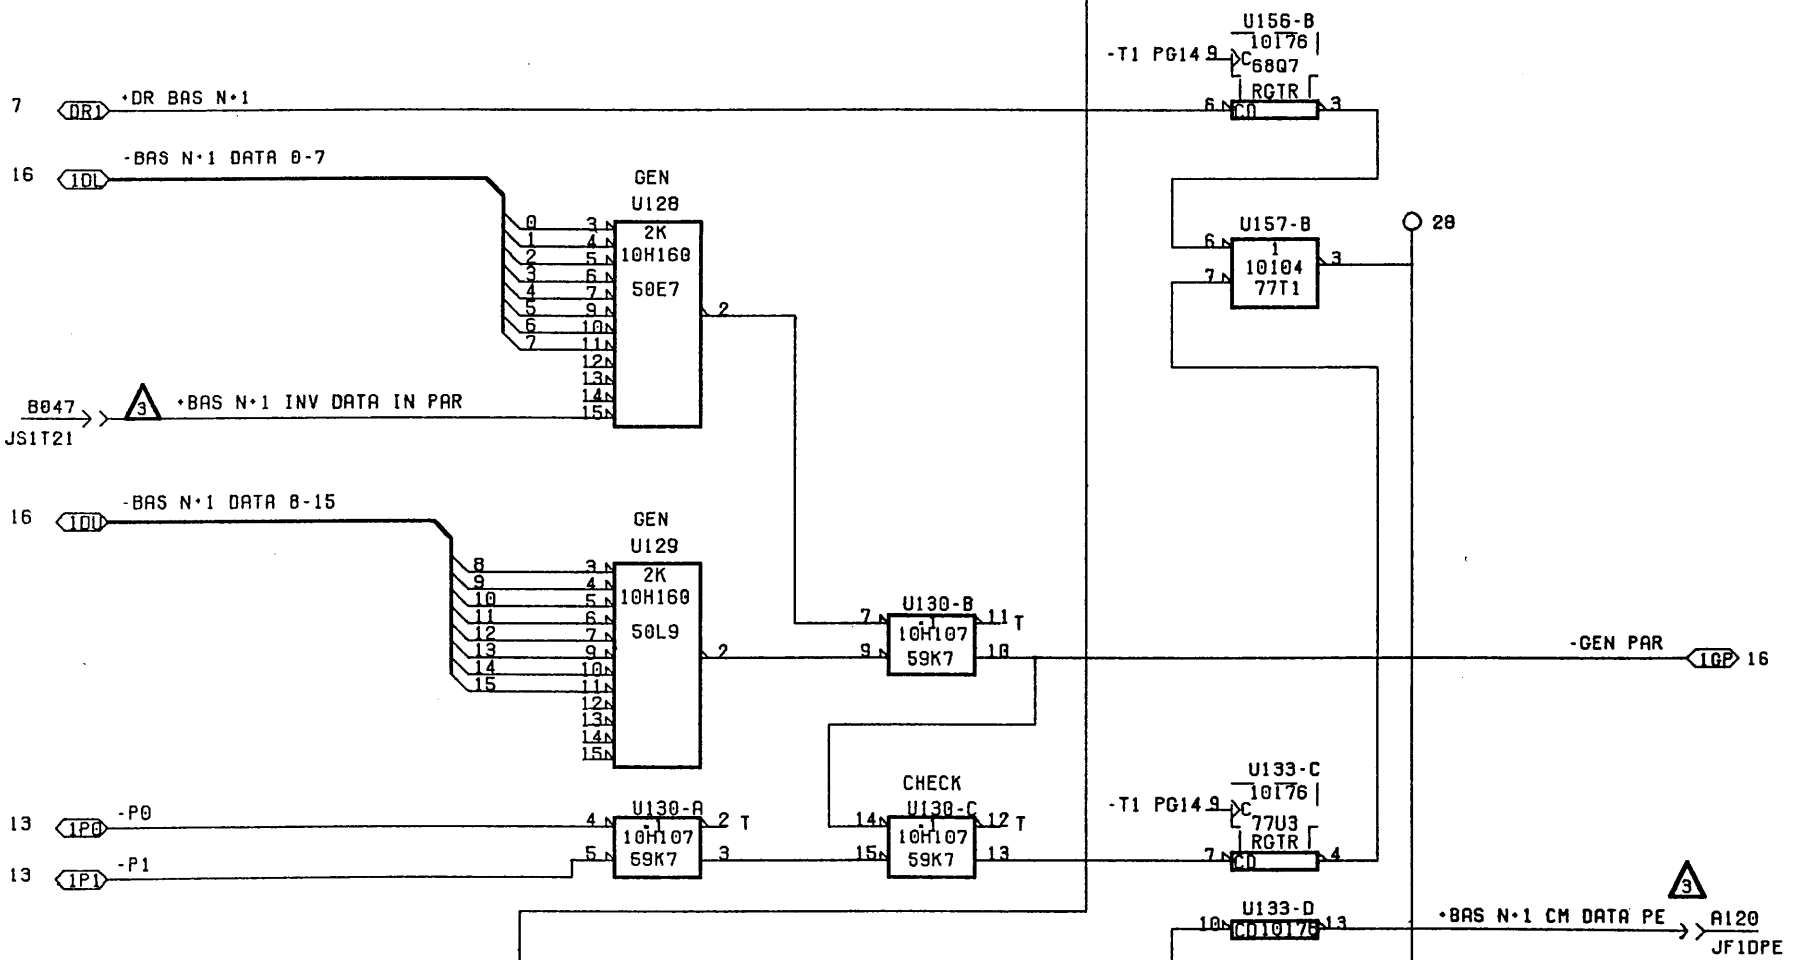 U156-B
10176
-T1 PG14 9 C
68Q7
RGTR
7 DR1 +DR BAS N+1 6 CD 3
16 1DL -BAS N+1 DATA 0-7
GEN
U128
2K
10H160
50E7
0 3
1 4
2 5
3 6
4 7
5 9
6 10
7 11
12
13
14
15
2
B047
JS1T21
3 +BAS N+1 INV DATA IN PAR
U157-B
1
10104
77T1
6
7
3
28
16 1DU -BAS N+1 DATA 8-15
GEN
U129
2K
10H160
50L9
8 3
9 4
10 5
11 6
12 7
13 9
14 10
15 11
12
13
14
15
2
U130-B
7 11 T
10H107
9 59K7 10
-GEN PAR 1GP 16
13 1P0 -P0
13 1P1 -P1
U130-A
4 2 T
10H107
5 59K7 3
CHECK
U130-C
14 12 T
10H107
15 59K7 13
U133-C
10176
-T1 PG14 9 C
77U3
RGTR
7 CD 4
U133-D
10 CD10176 13
+BAS N+1 CM DATA PE
3
A120
JF1DPE